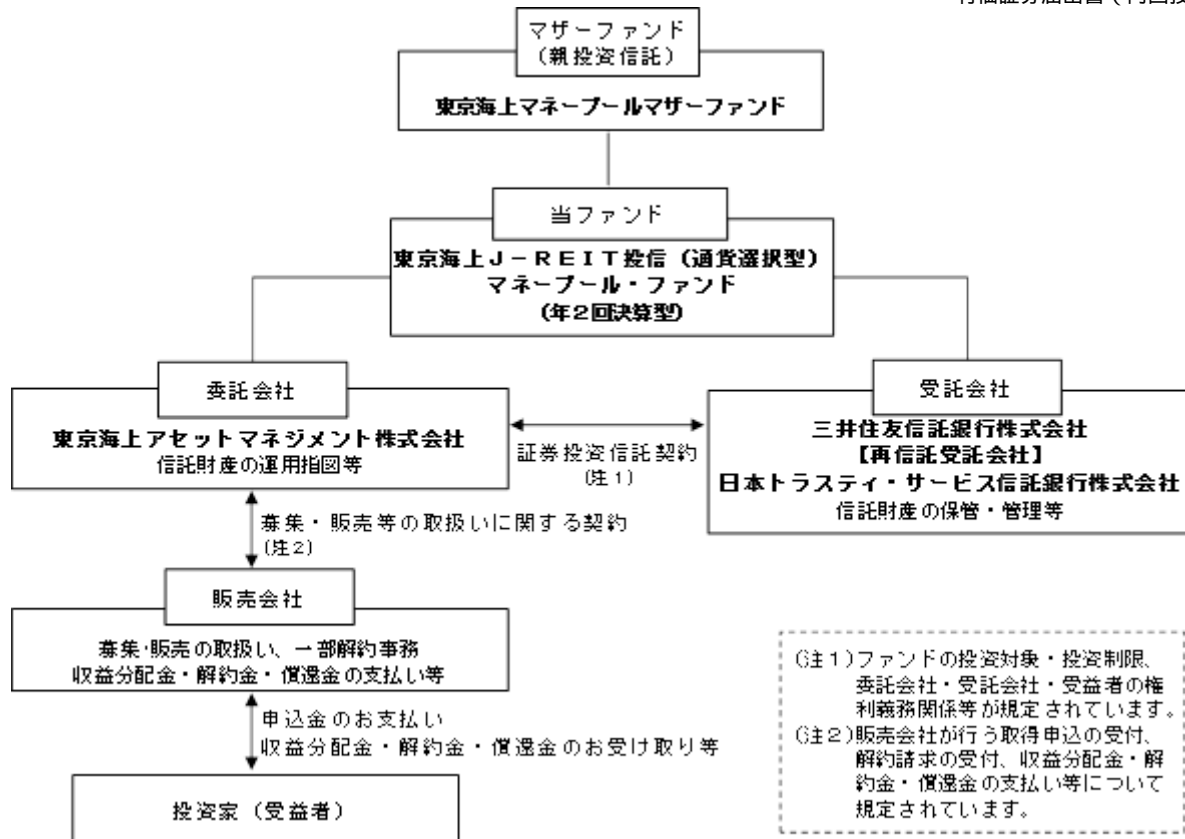 マザーファンド
(親投資信託)
東京海上マネープールマザーファンド
当ファンド
東京海上J-REIT投信(通貨選択型)
マネープール・ファンド
(年2回決算型)
委託会社
東京海上アセットマネジメント株式会社
信託財産の運用指図等
証券投資信託契約
(注1)
受託会社
三井住友信託銀行株式会社
【再信託受託会社】
日本トラスティ・サービス信託銀行株式会社
信託財産の保管・管理等
募集・販売等の取扱いに関する契約
(注2)
販売会社
募集・販売の取扱い、一部解約事務
収益分配金・解約金・償還金の支払い等
申込金のお支払い
収益分配金・解約金・償還金のお受け取り等
投資家(受益者)
(注1)ファンドの投資対象・投資制限、
委託会社・受託会社・受益者の権
利義務関係等が規定されています。
(注2)販売会社が行う取得申込の受付、
解約請求の受付、収益分配金・解
約金・償還金の支払い等について
規定されています。